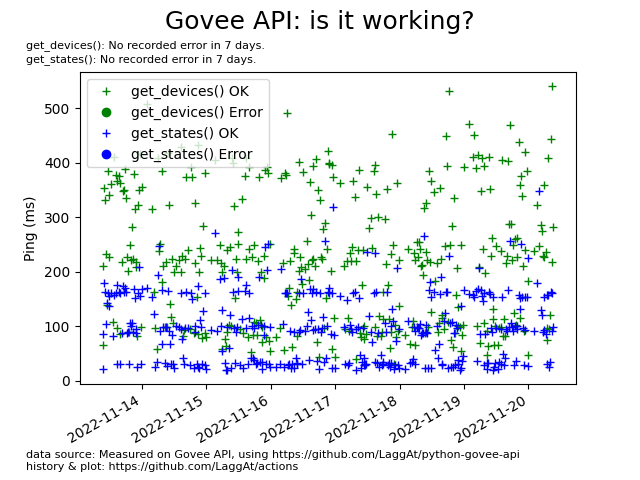 Govee API: is it working?
get_devices(): No recorded error in 7 days.
get_states(): No recorded error in 7 days.
get_devices() OK
get_devices() Error
get_states() OK
get_states() Error
Ping (ms)
500
400
300
200
100
0
2022-11-14
2022-11-15
2022-11-16
2022-11-17
2022-11-18
2022-11-19
2022-11-20
data source: Measured on Govee API, using https://github.com/LaggAt/python-govee-api
history & plot: https://github.com/LaggAt/actions